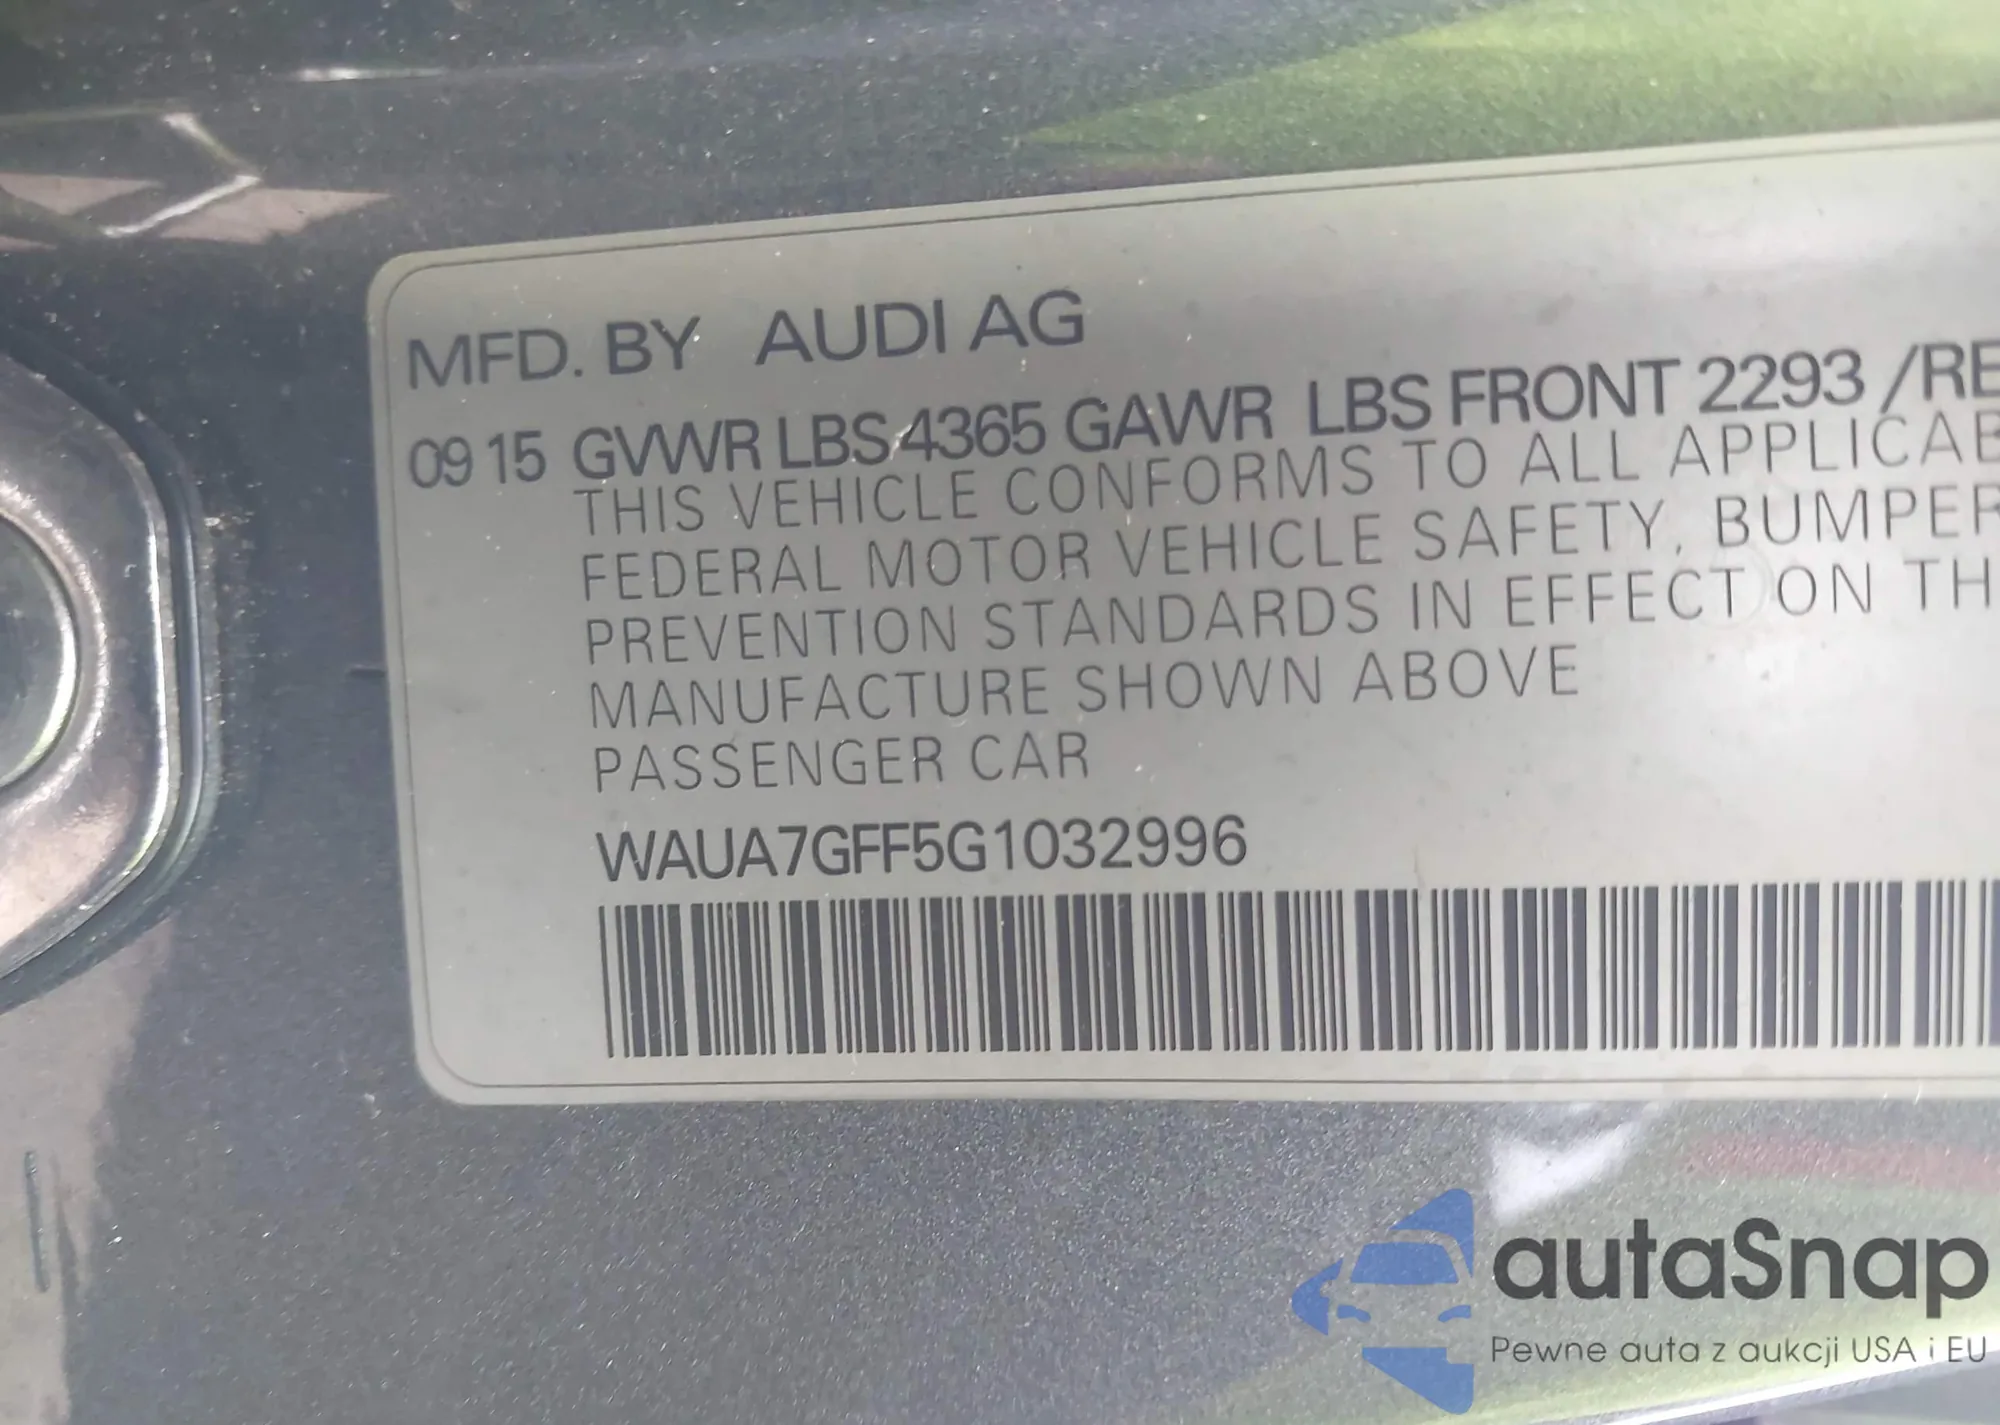 MFD. BY AUDI AG
09 15 GVWR LBS 4365 GAWR LBS FRONT 2293 /RE
THIS VEHICLE CONFORMS TO ALL APPLICAB
FEDERAL MOTOR VEHICLE SAFETY, BUMPER
PREVENTION STANDARDS IN EFFECT ON TH
MANUFACTURE SHOWN ABOVE
PASSENGER CAR
WAUA7GFF5G1032996
autaSnap
Pewne auta z aukcji USA i EU